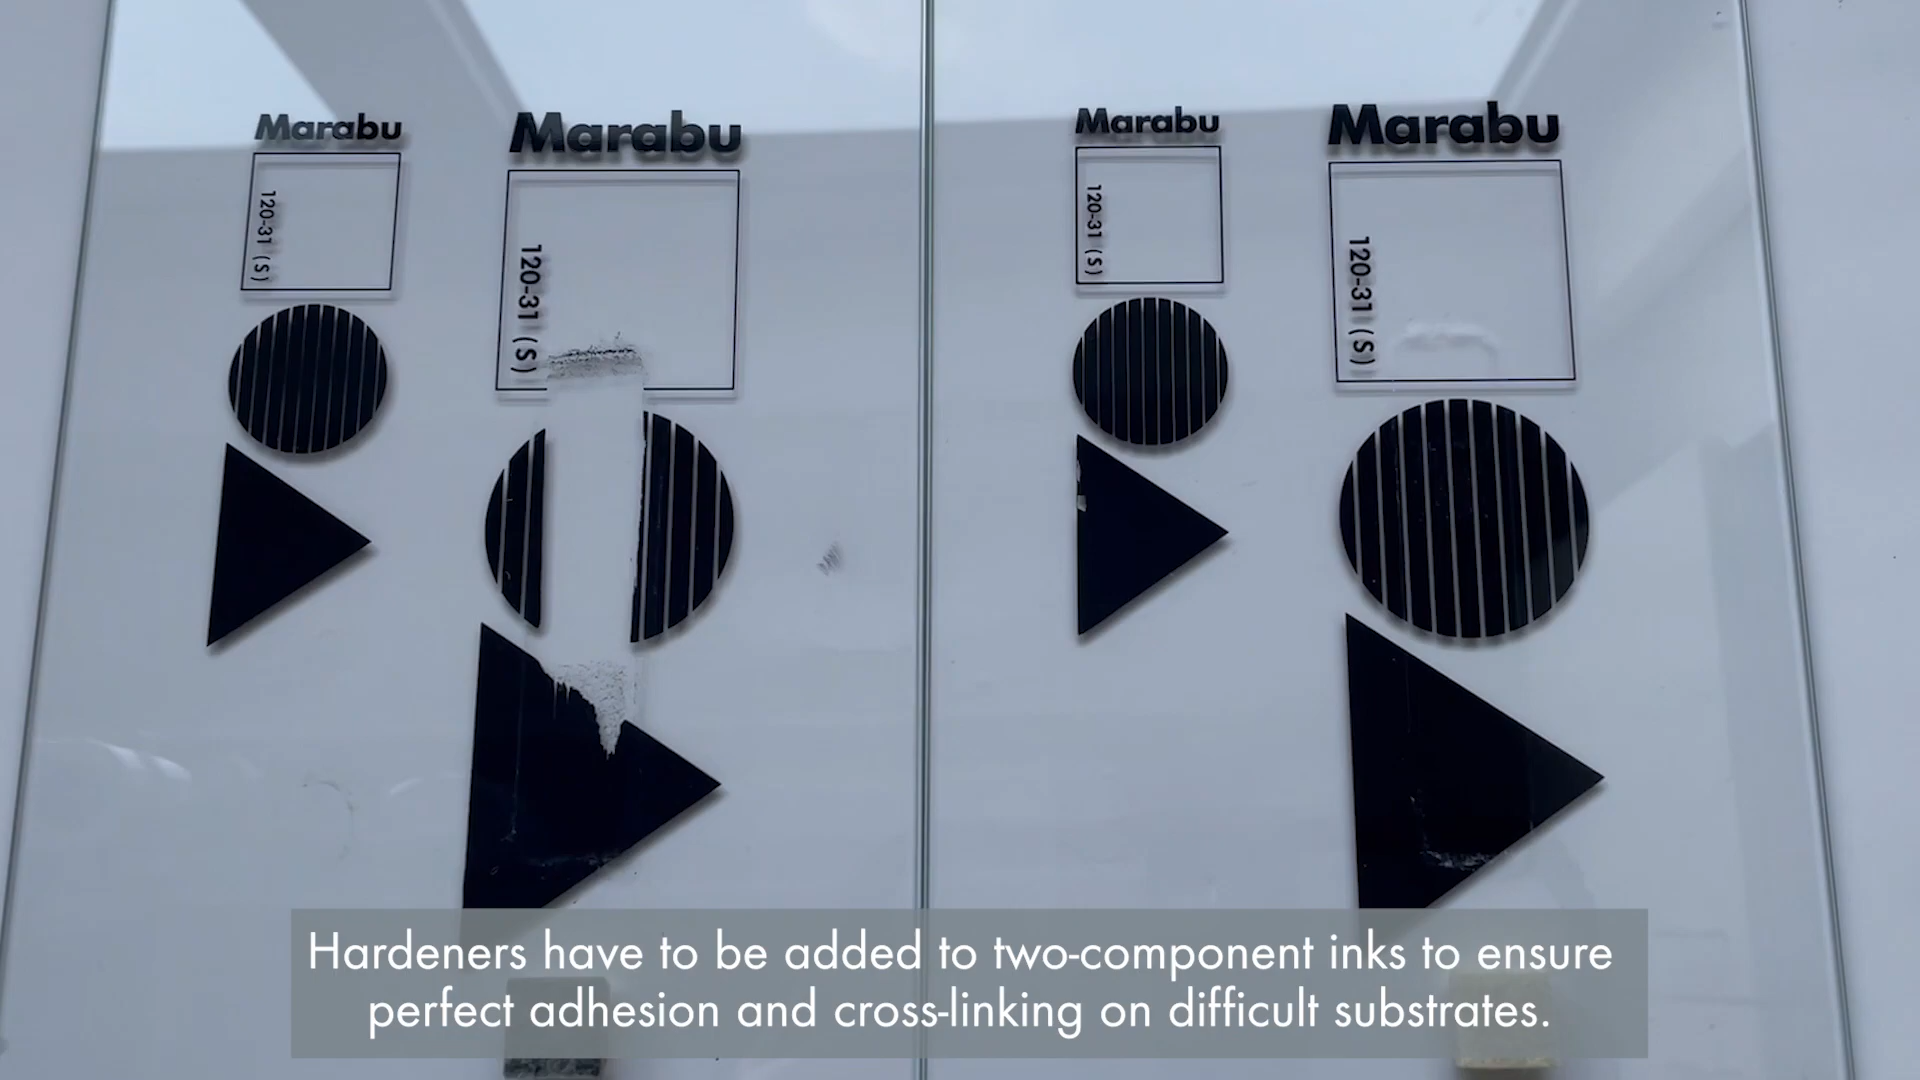 Marabu
120-31 (S)
Marabu
120-31 (S)
Marabu
120-31 (S)
Marabu
120-31 (S)
Hardeners have to be added to two-component inks to ensure
perfect adhesion and cross-linking on difficult substrates.